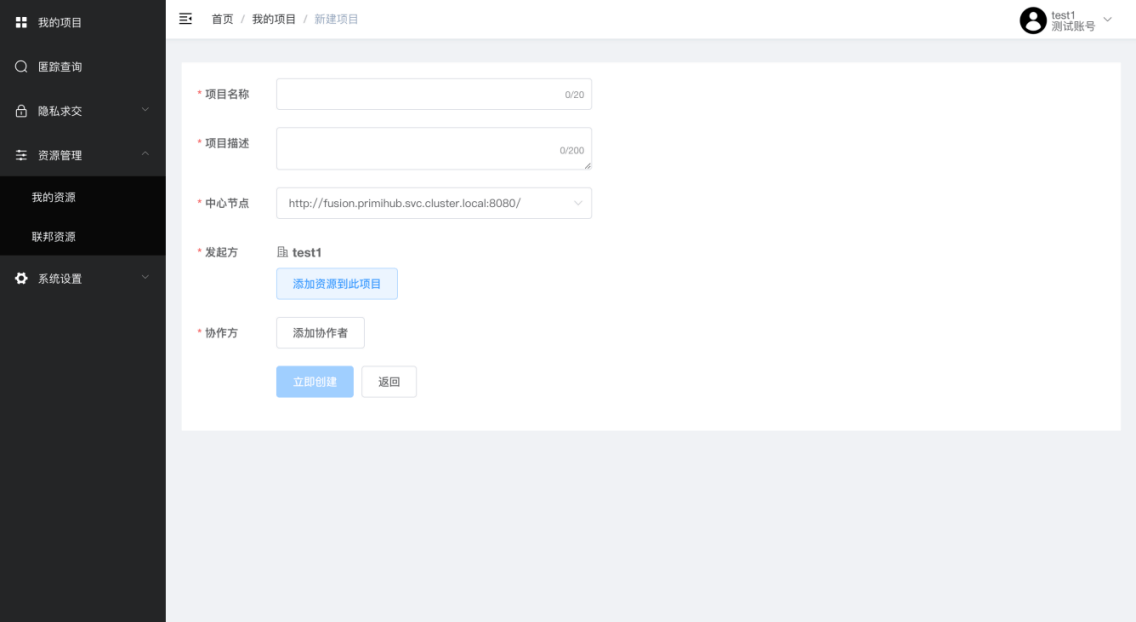 我的项目
匿踪查询
隐私求交
资源管理
我的资源
联邦资源
系统设置
首页 / 我的项目 / 新建项目
test1
测试账号
* 项目名称
0/20
* 项目描述
0/200
* 中心节点 http://fusion.primihub.svc.cluster.local:8080/
* 发起方 test1
添加资源到此项目
* 协作方 添加协作者
立即创建 返回